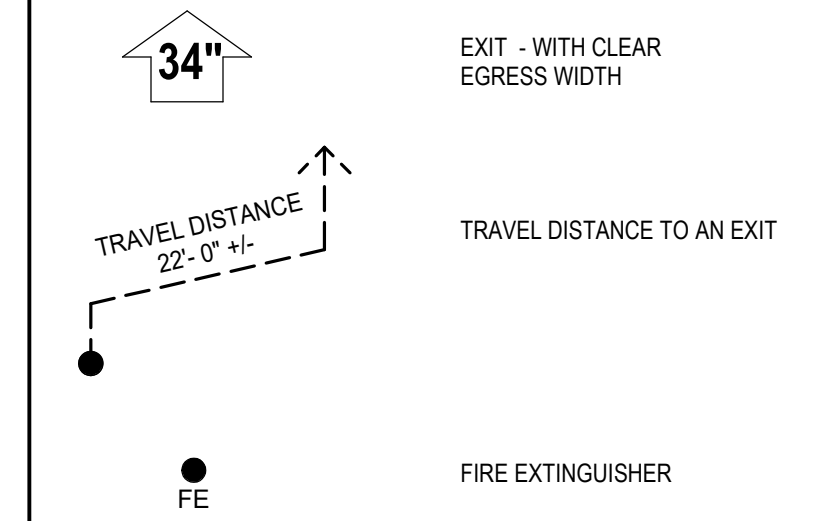 34"
EXIT - WITH CLEAR
EGRESS WIDTH
TRAVEL DISTANCE
22'- 0" +/-
TRAVEL DISTANCE TO AN EXIT
FE
FIRE EXTINGUISHER